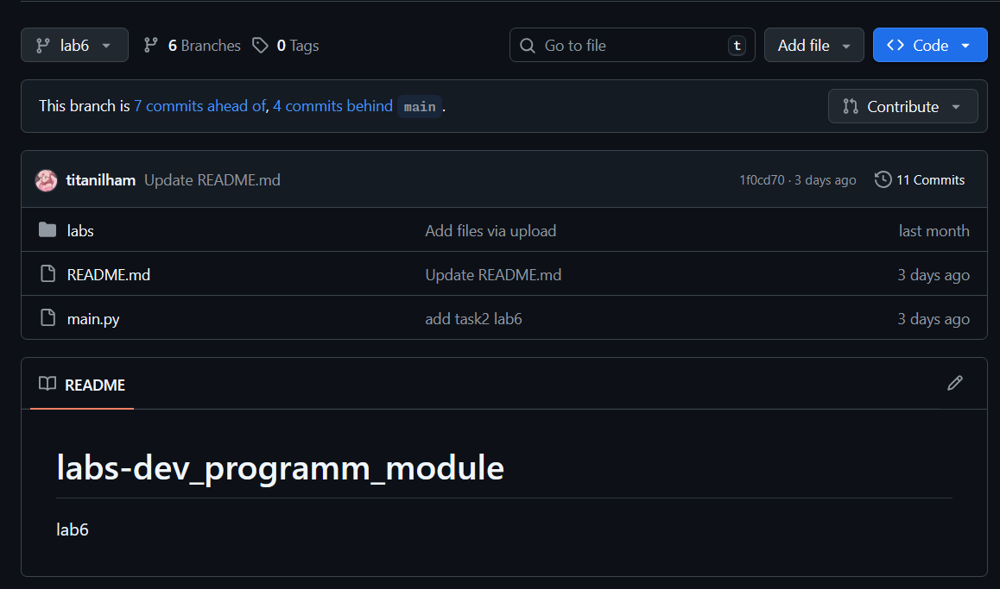 lab6 6 Branches 0 Tags Go to file t Add file Code
This branch is 7 commits ahead of, 4 commits behind main .
Contribute
titanilham Update README.md 1f0cd70 · 3 days ago 11 Commits
labs Add files via upload last month
README.md Update README.md 3 days ago
main.py add task2 lab6 3 days ago
README
labs-dev_programm_module
lab6